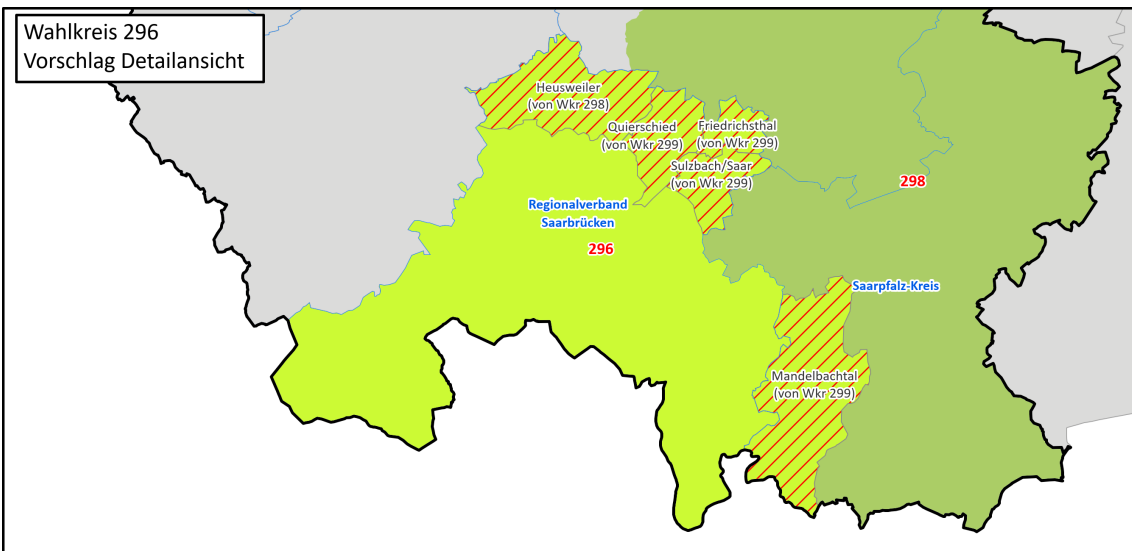 Wahlkreis 296
Vorschlag Detailansicht
Heusweiler
(von Wkr 298)
Quierschied
(von Wkr 299)
Friedrichsthal
(von Wkr 299)
Sulzbach/Saar
(von Wkr 299)
298
Regionalverband
Saarbrücken
296
Saarpfalz-Kreis
Mandelbachtal
(von Wkr 299)